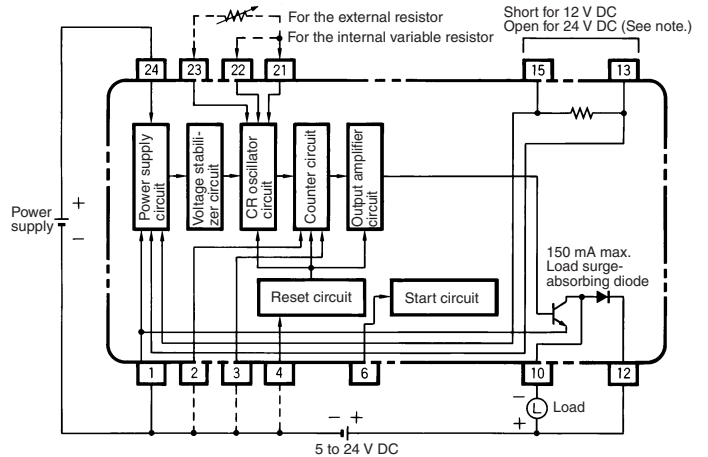 For the external resistor
For the internal variable resistor
Short for 12 V DC
Open for 24 V DC (See note.)
24
23
22
21
15
13
Power supply
circuit
Voltage stabili-
zer circuit
CR oscillator
circuit
Counter circuit
Output amplifier
circuit
+
Power
supply
−
150 mA max.
Load surge-
absorbing diode
Reset circuit
Start circuit
1
2
3
4
6
10
12
−
L
Load
+
− +
5 to 24 V DC